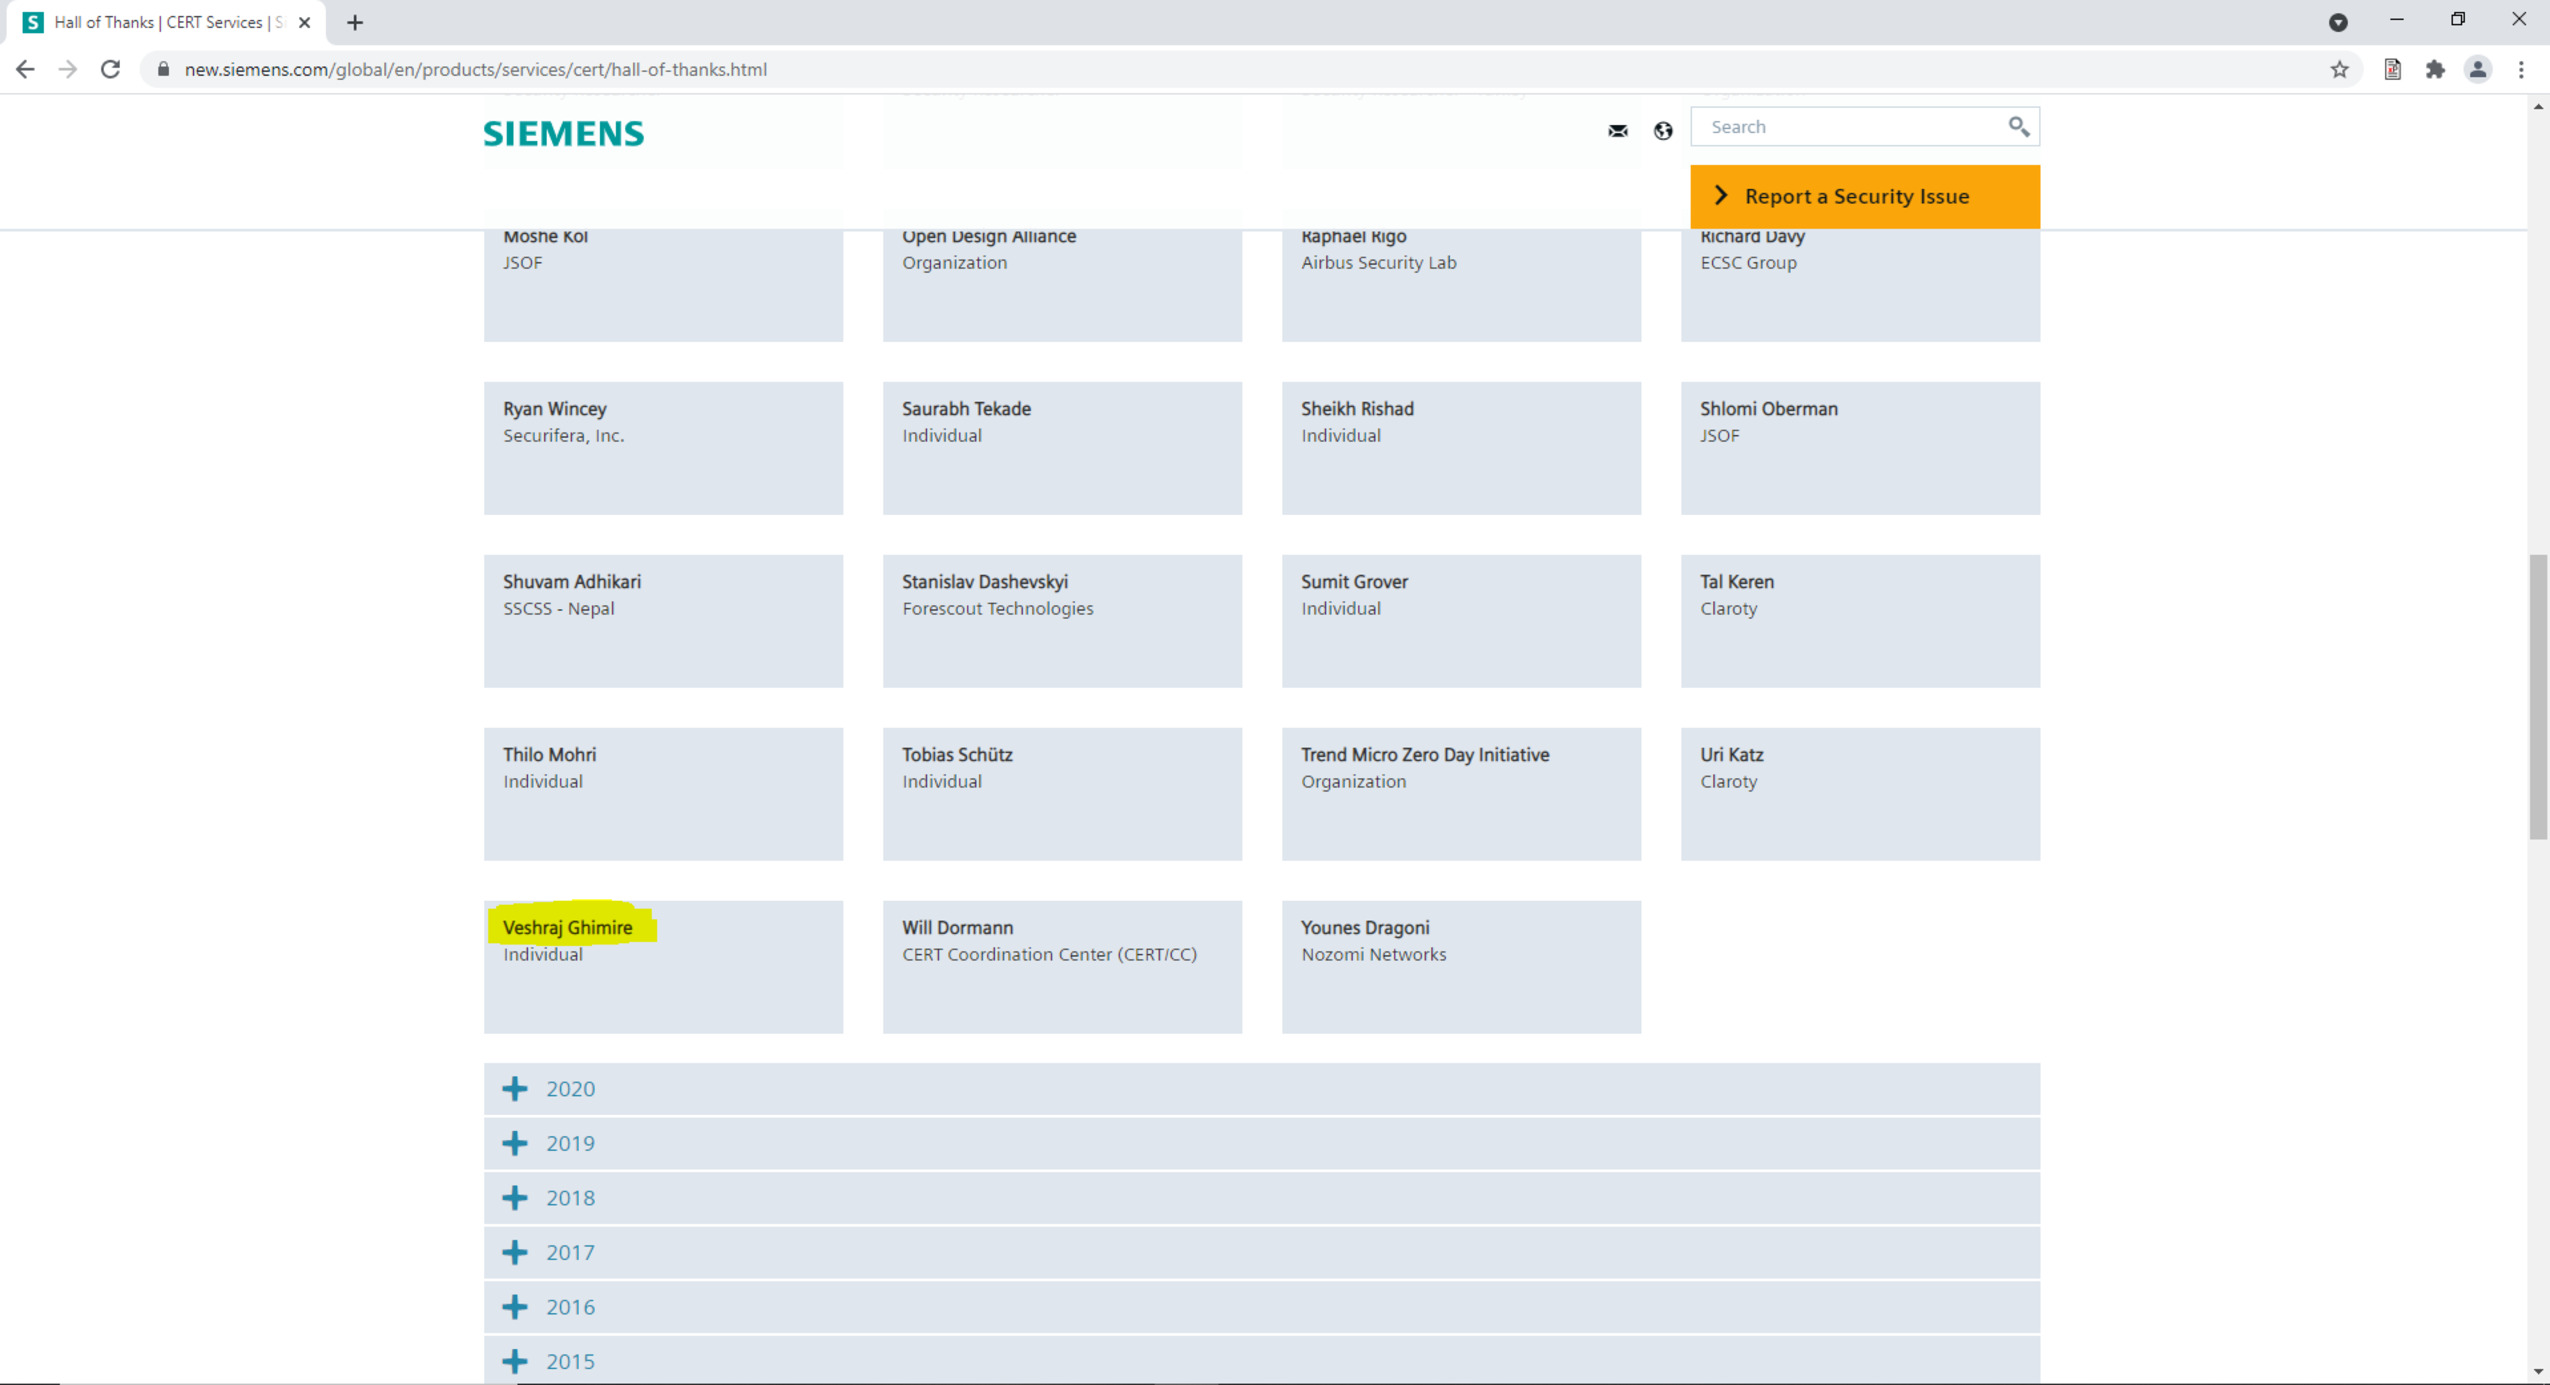 S Hall of Thanks | CERT Services | Si
new.siemens.com/global/en/products/services/cert/hall-of-thanks.html
SIEMENS
Search
Report a Security Issue
Moshe Kol
JSOF
Open Design Alliance
Organization
Raphael Rigo
Airbus Security Lab
Richard Davy
ECSC Group
Ryan Wincey
Securifera, Inc.
Saurabh Tekade
Individual
Sheikh Rishad
Individual
Shlomi Oberman
JSOF
Shuvam Adhikari
SSCSS - Nepal
Stanislav Dashevskyi
Forescout Technologies
Sumit Grover
Individual
Tal Keren
Claroty
Thilo Mohri
Individual
Tobias Schütz
Individual
Trend Micro Zero Day Initiative
Organization
Uri Katz
Claroty
Veshraj Ghimire
Individual
Will Dormann
CERT Coordination Center (CERT/CC)
Younes Dragoni
Nozomi Networks
2020
2019
2018
2017
2016
2015